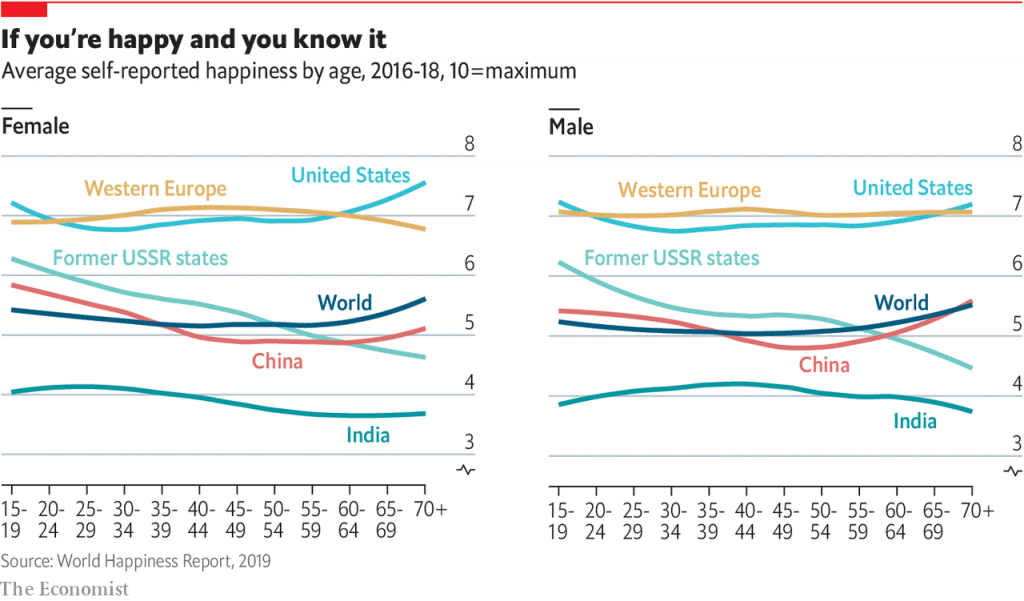 If you’re happy and you know it
Average self-reported happiness by age, 2016-18, 10=maximum
Female
8
United States
Western Europe
7
Former USSR states
6
World
5
China
4
India
3
15- 20- 25- 30- 35- 40- 45- 50- 55- 60- 65- 70+
19 24 29 34 39 44 49 54 59 64 69
Male
8
Western Europe
United States
7
Former USSR states
6
World
5
China
4
India
3
15- 20- 25- 30- 35- 40- 45- 50- 55- 60- 65- 70+
19 24 29 34 39 44 49 54 59 64 69
Source: World Happiness Report, 2019
The Economist